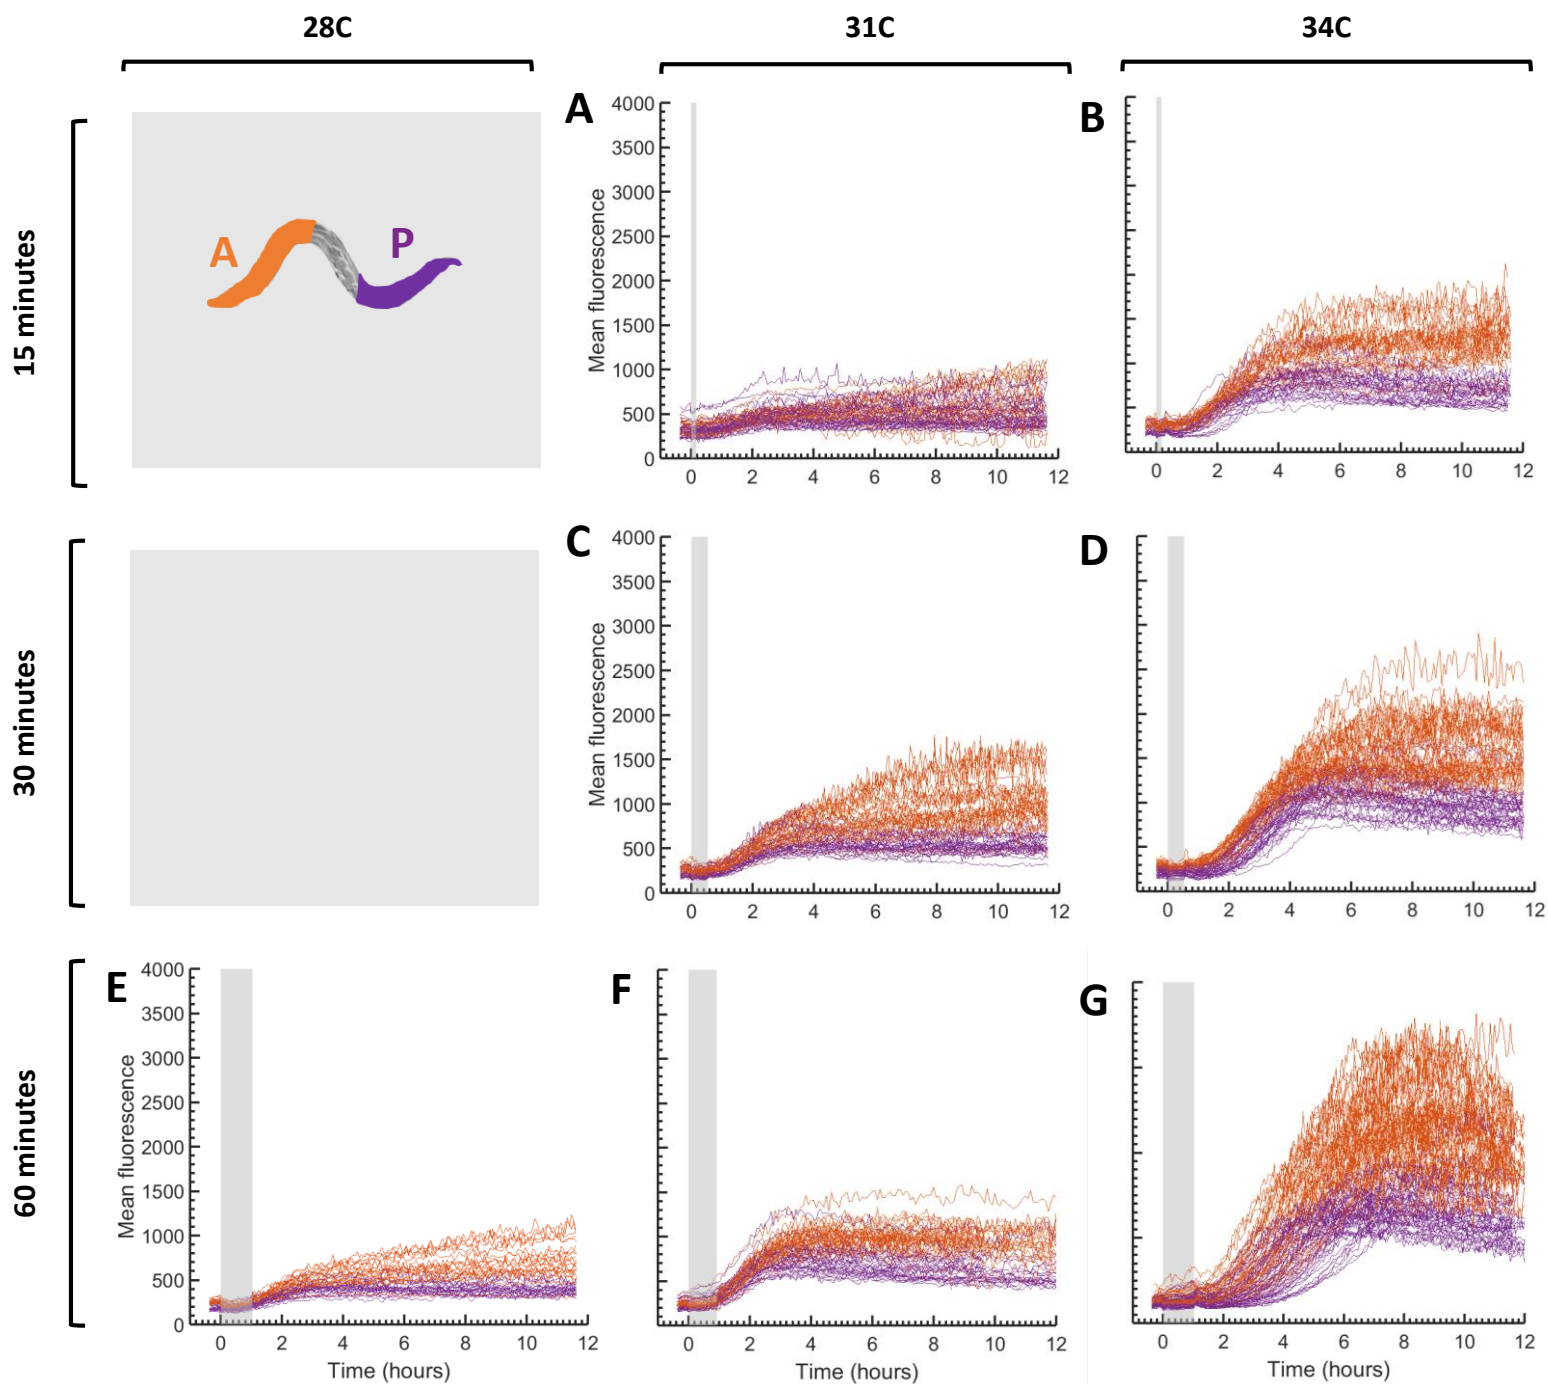 28C
31C
34C
15 minutes
A
P
A
4000
3500
3000
2500
2000
1500
1000
500
0
Mean fluorescence
0 2 4 6 8 10 12
B
0 2 4 6 8 10 12
30 minutes
C
4000
3500
3000
2500
2000
1500
1000
500
0
Mean fluorescence
0 2 4 6 8 10 12
D
0 2 4 6 8 10 12
60 minutes
E
4000
3500
3000
2500
2000
1500
1000
500
0
Mean fluorescence
0 2 4 6 8 10 12
Time (hours)
F
0 2 4 6 8 10 12
Time (hours)
G
0 2 4 6 8 10 12
Time (hours)